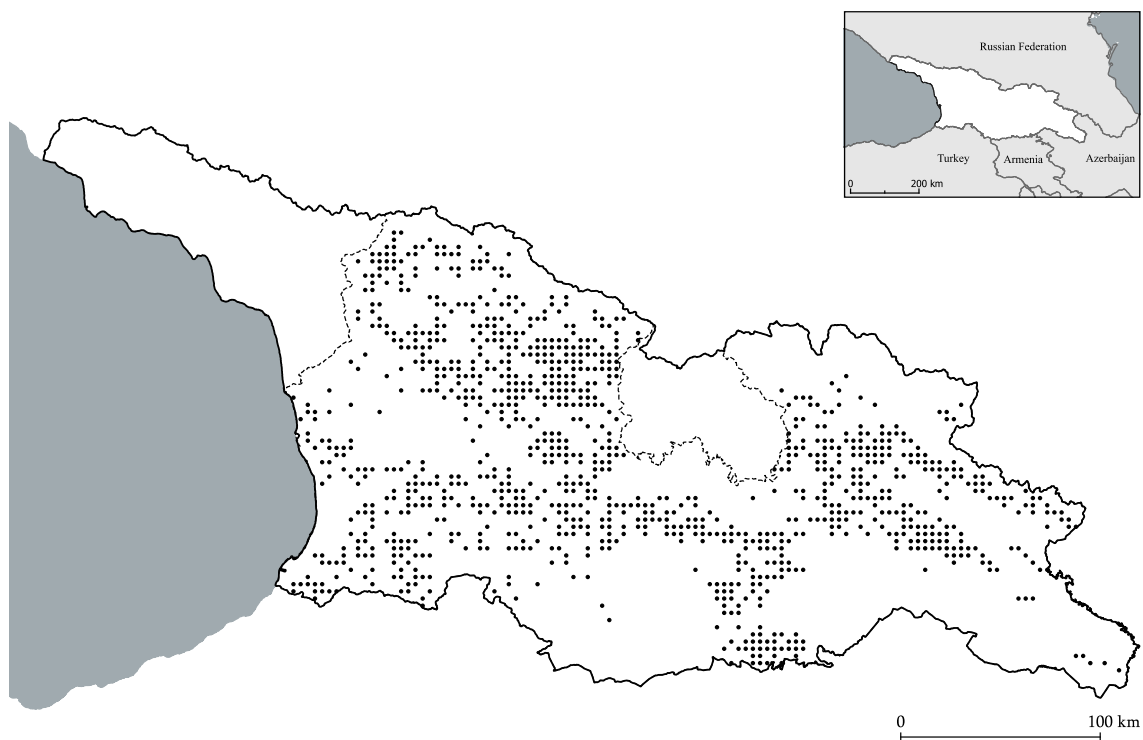 Russian Federation
Turkey
Armenia
Azerbaijan
0 200 km
0 100 km